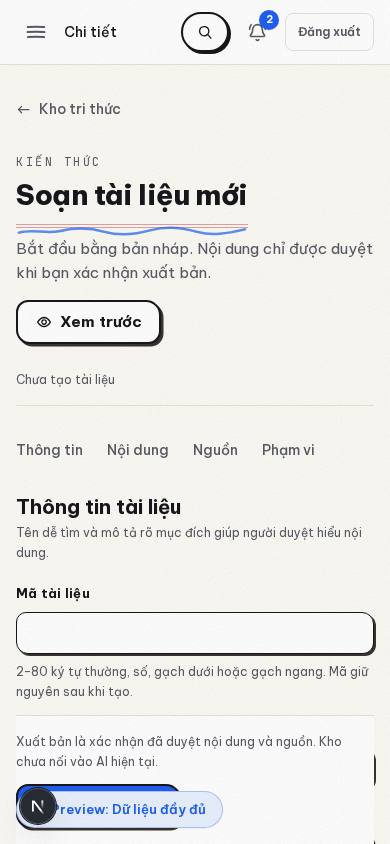 Chi tiết
2
Đăng xuất
← Kho tri thức
KIẾN THỨC
Soạn tài liệu mới
Bắt đầu bằng bản nháp. Nội dung chỉ được duyệt
khi bạn xác nhận xuất bản.
Xem trước
Chưa tạo tài liệu
Thông tin Nội dung Nguồn Phạm vi
Thông tin tài liệu
Tên dễ tìm và mô tả rõ mục đích giúp người duyệt hiểu nội
dung.
Mã tài liệu
2–80 ký tự thường, số, gạch dưới hoặc gạch ngang. Mã giữ
nguyên sau khi tạo.
Xuất bản là xác nhận đã duyệt nội dung và nguồn. Kho
chưa nối vào AI hiện tại.
N
Preview: Dữ liệu đầy đủ